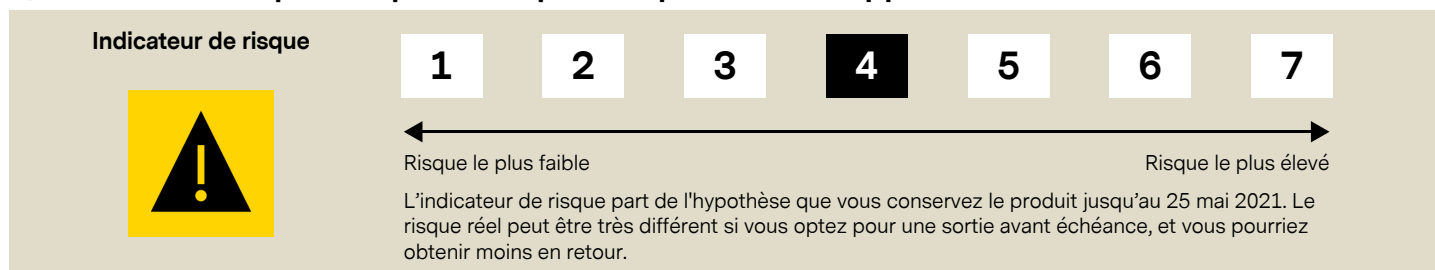 Indicateur de risque
1 2 3 4 5 6 7
Risque le plus faible Risque le plus élevé
L’indicateur de risque part de l'hypothèse que vous conservez le produit jusqu’au 25 mai 2021. Le
risque réel peut être très différent si vous optez pour une sortie avant échéance, et vous pourriez
obtenir moins en retour.